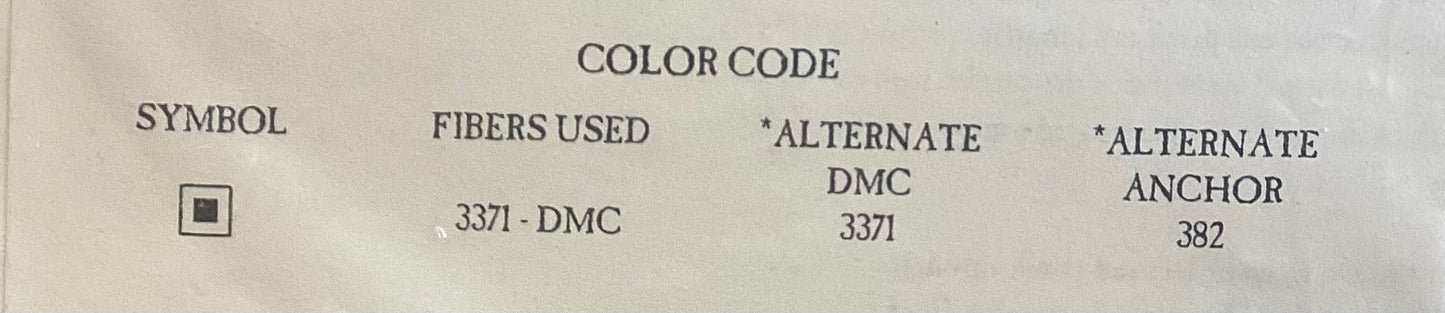 COLOR CODE
SYMBOL FIBERS USED *ALTERNATE DMC *ALTERNATE ANCHOR
3371 - DMC 3371 382